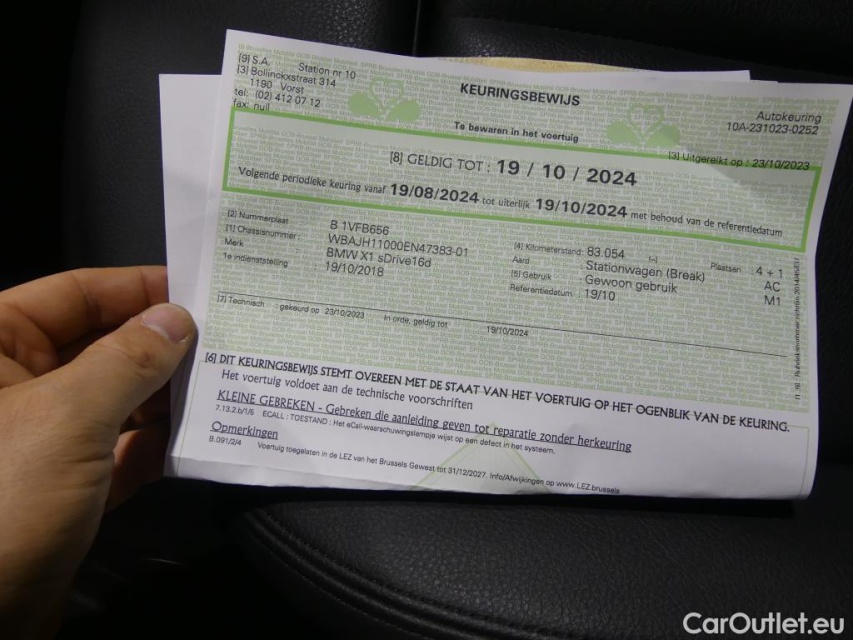 [9] S.A. Station nr 10
[3] Bollinckxstraat 314
1190 Vorst
tel: (02) 412 07 12
fax: null
KEURINGSBEWIJS
Te bewaren in het voertuig
Autokeuring
10A-231023-0252
[3] Uitgereikt op : 23/10/2023
[8] GELDIG TOT : 19 / 10 / 2024
Volgende periodieke keuring vanaf 19/08/2024 tot uiterlijk 19/10/2024 met behoud van de referentiedatum
[2] Nummerplaat : B 1VFB656
[1] Chassisnummer : WBAJH11000EN47383-01
Merk : BMW X1 sDrive16d
1e indienststelling : 19/10/2018
[4] Kilometerstand : 83.054 (--) Plaatsen : 4 + 1
Aard : Stationwagen (Break) AC
[5] Gebruik : Gewoon gebruik M1
Referentiedatum : 19/10
[7] Technisch : gekeurd op 23/10/2023 In orde, geldig tot 19/10/2024
[6] DIT KEURINGSBEWIJS STEMT OVEREEN MET DE STAAT VAN HET VOERTUIG OP HET OGENBLIK VAN DE KEURING.
Het voertuig voldoet aan de technische voorschriften
KLEINE GEBREKEN - Gebreken die aanleiding geven tot reparatie zonder herkeuring
7.13.2.b/1/6 ECALL : TOESTAND : Het eCall-waarschuwingslampje wijst op een defect in het systeem.
Opmerkingen
B.091/2/4 Voertuig toegelaten in de LEZ van het Brussels Gewest tot 31/12/2027. Info/Afwijkingen op www.LEZ.brussels
CarOutlet.eu